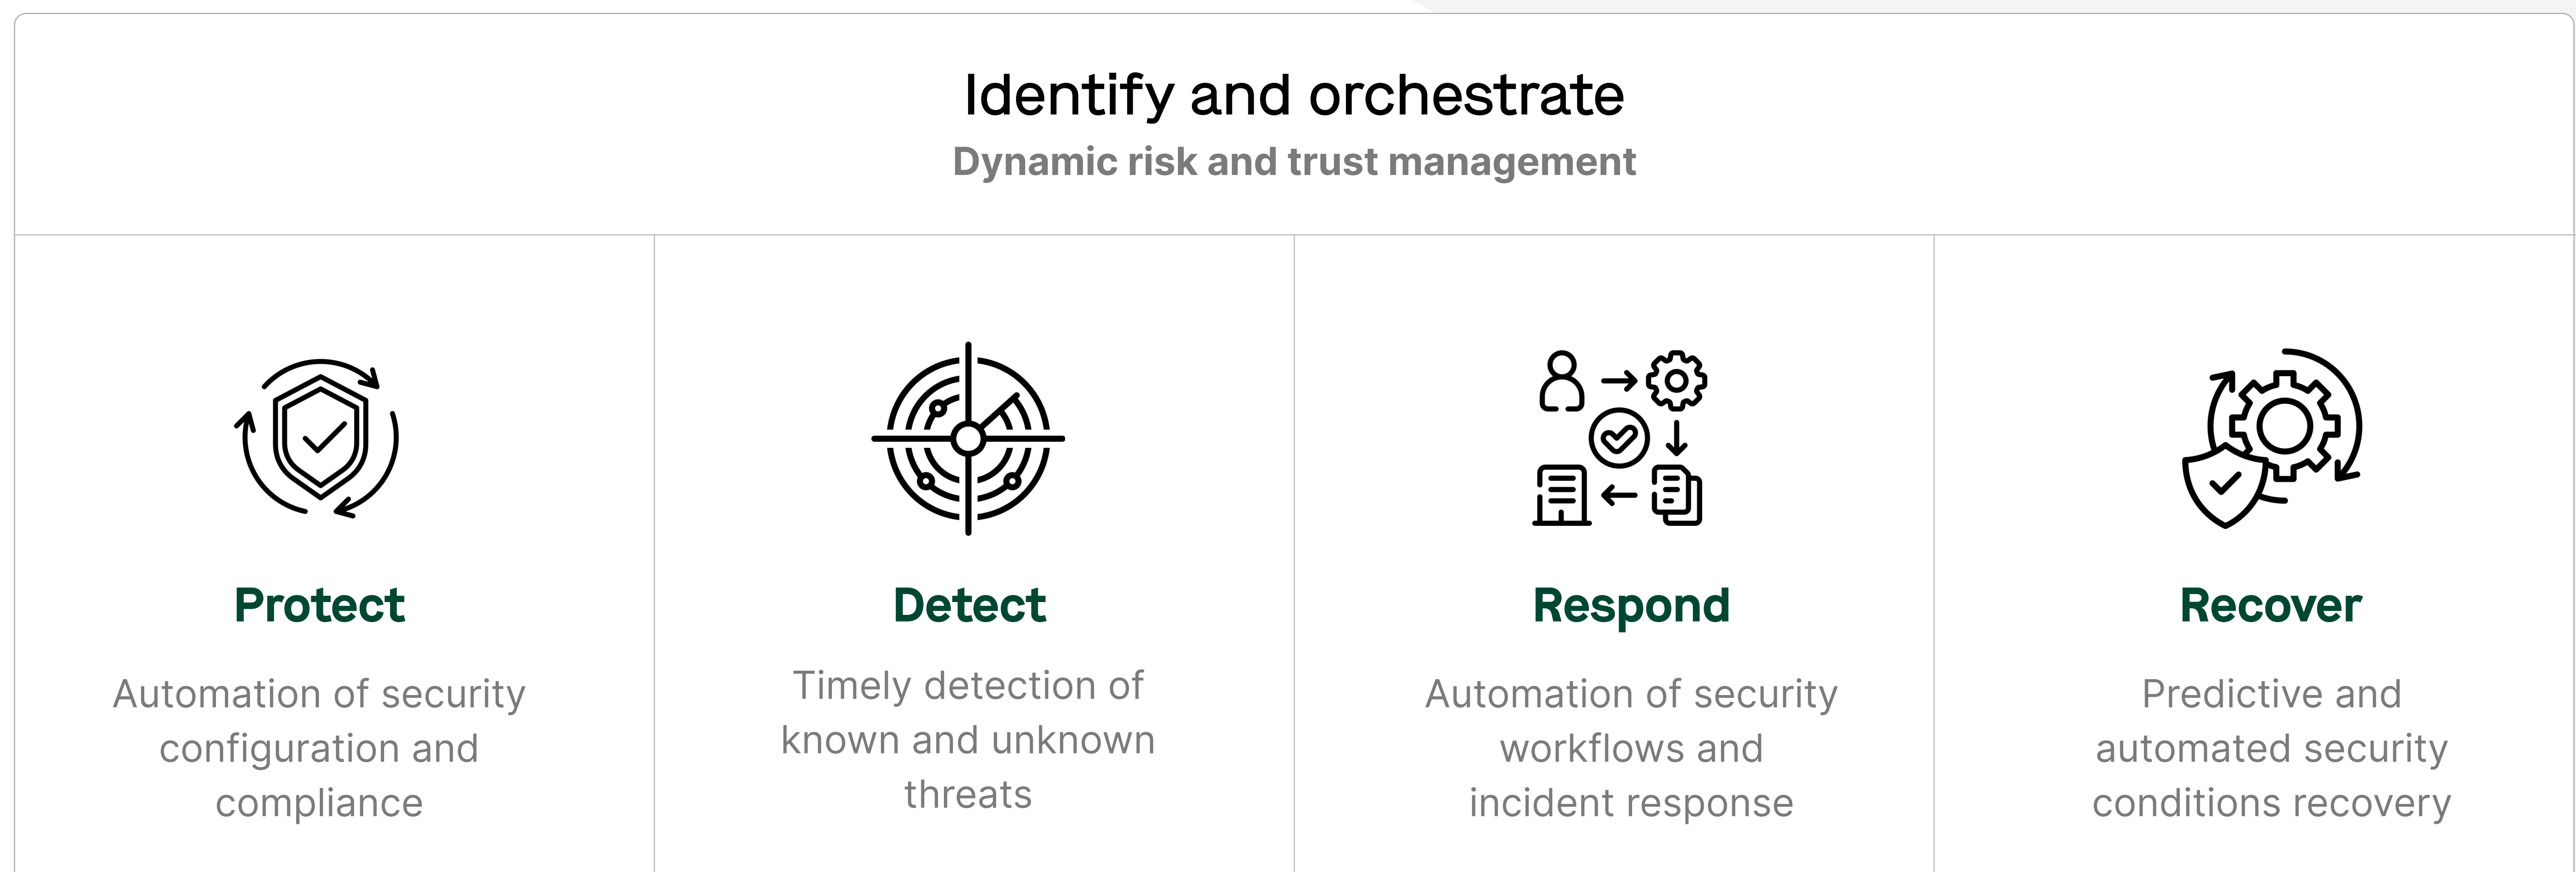 Identify and orchestrate
Dynamic risk and trust management
Protect
Automation of security
configuration and
compliance
Detect
Timely detection of
known and unknown
threats
Respond
Automation of security
workflows and
incident response
Recover
Predictive and
automated security
conditions recovery